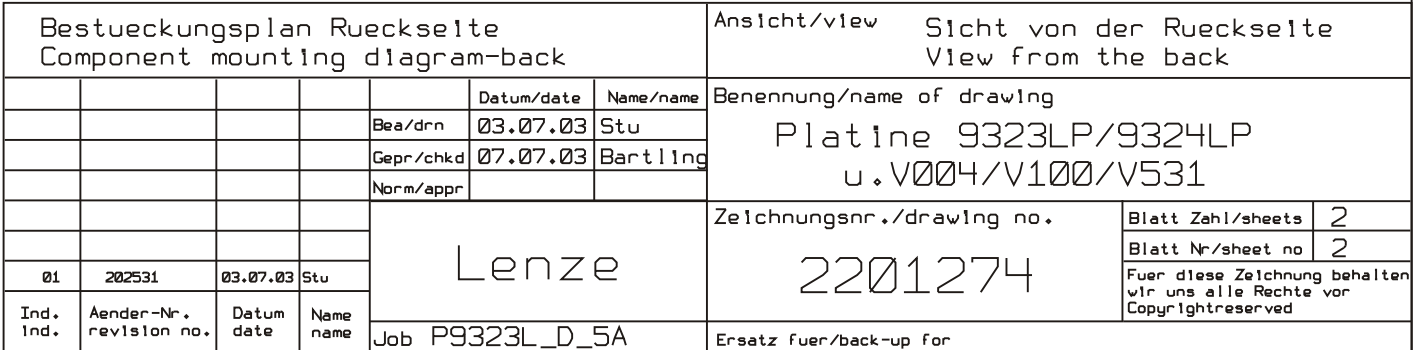 Bestueckungsplan Rueckseite
Component mounting diagram-back
Ansicht/view
Sicht von der Rueckseite
View from the back
Datum/date Name/name
Bea/drn 03.07.03 Stu
Gepr/chkd 07.07.03 Bartling
Norm/appr
Benennung/name of drawing
Platine 9323LP/9324LP
u.V004/V100/V531
Lenze
Zeichnungsnr./drawing no.
2201274
Blatt Zahl/sheets 2
Blatt Nr/sheet no 2
Fuer diese Zeichnung behalten
wir uns alle Rechte vor
Copyrightreserved
01 202531 03.07.03 Stu
Ind. Aender-Nr. Datum Name
ind. revision no. date name
Job P9323L_D_5A
Ersatz fuer/back-up for